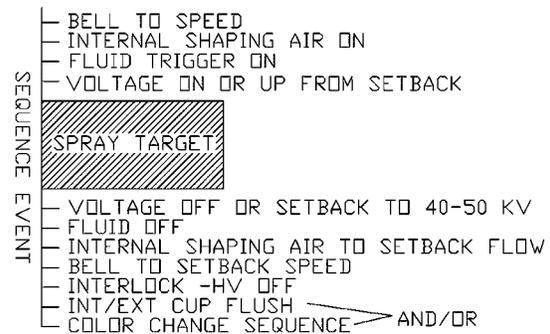 BELL TO SPEED
INTERNAL SHAPING AIR ON
FLUID TRIGGER ON
VOLTAGE ON OR UP FROM SETBACK
SEQUENCE EVENT
SPRAY TARGET
VOLTAGE OFF OR SETBACK TO 40-50 KV
FLUID OFF
INTERNAL SHAPING AIR TO SETBACK FLOW
BELL TO SETBACK SPEED
INTERLOCK -HV OFF
INT/EXT CUP FLUSH
COLOR CHANGE SEQUENCE
AND/OR